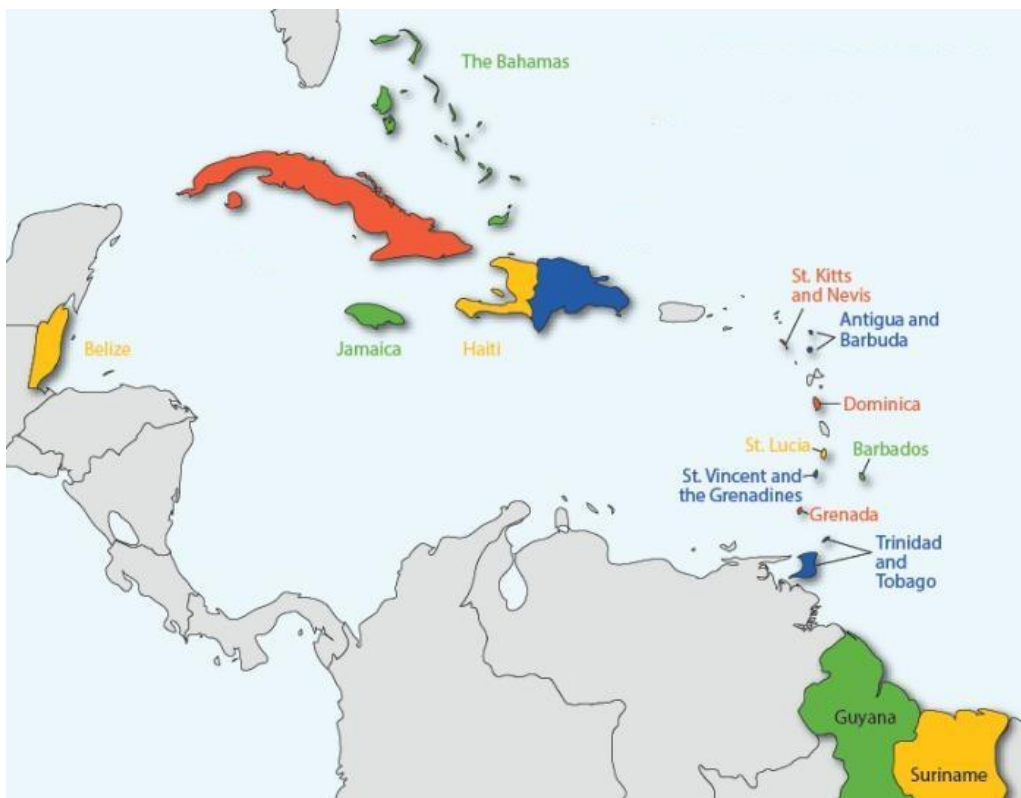 The Bahamas
St. Kitts
and Nevis
Antigua and
Barbuda
Belize
Jamaica
Haiti
Dominica
St. Lucia
Barbados
St. Vincent and
the Grenadines
Grenada
Trinidad
and
Tobago
Guyana
Suriname